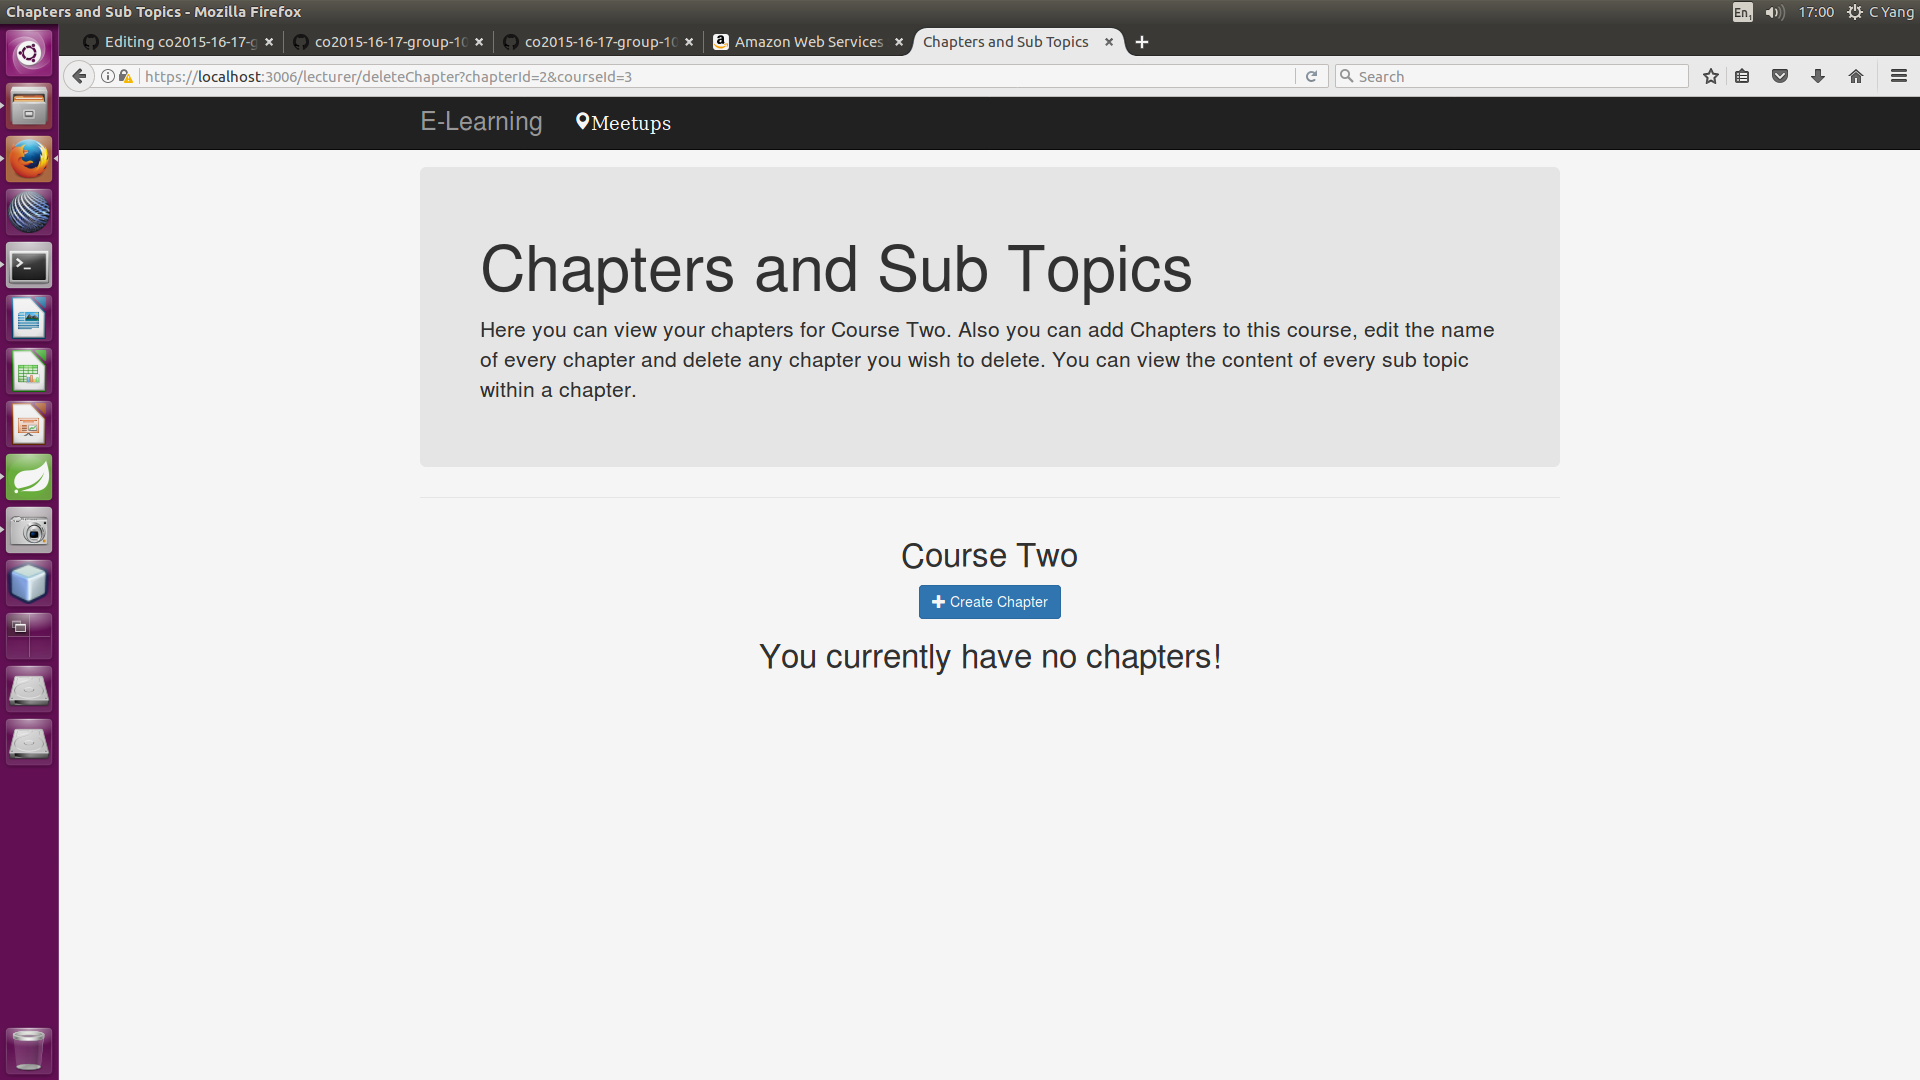 Chapters and Sub Topics - Mozilla Firefox
En1 17:00 C Yang
Editing co2015-16-17-g
co2015-16-17-group-10
co2015-16-17-group-10
Amazon Web Services
Chapters and Sub Topics
https://localhost:3006/lecturer/deleteChapter?chapterId=2&courseId=3
Search
E-Learning Meetups
Chapters and Sub Topics
Here you can view your chapters for Course Two. Also you can add Chapters to this course, edit the name
of every chapter and delete any chapter you wish to delete. You can view the content of every sub topic
within a chapter.
Course Two
Create Chapter
You currently have no chapters!